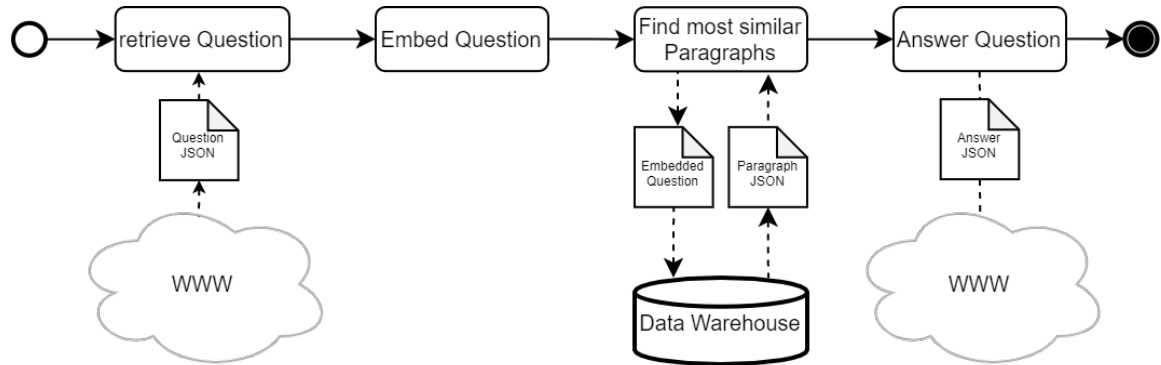 retrieve Question
Embed Question
Find most similar
Paragraphs
Answer Question
Question
JSON
Embedded
Question
Paragraph
JSON
Answer
JSON
WWW
Data Warehouse
WWW